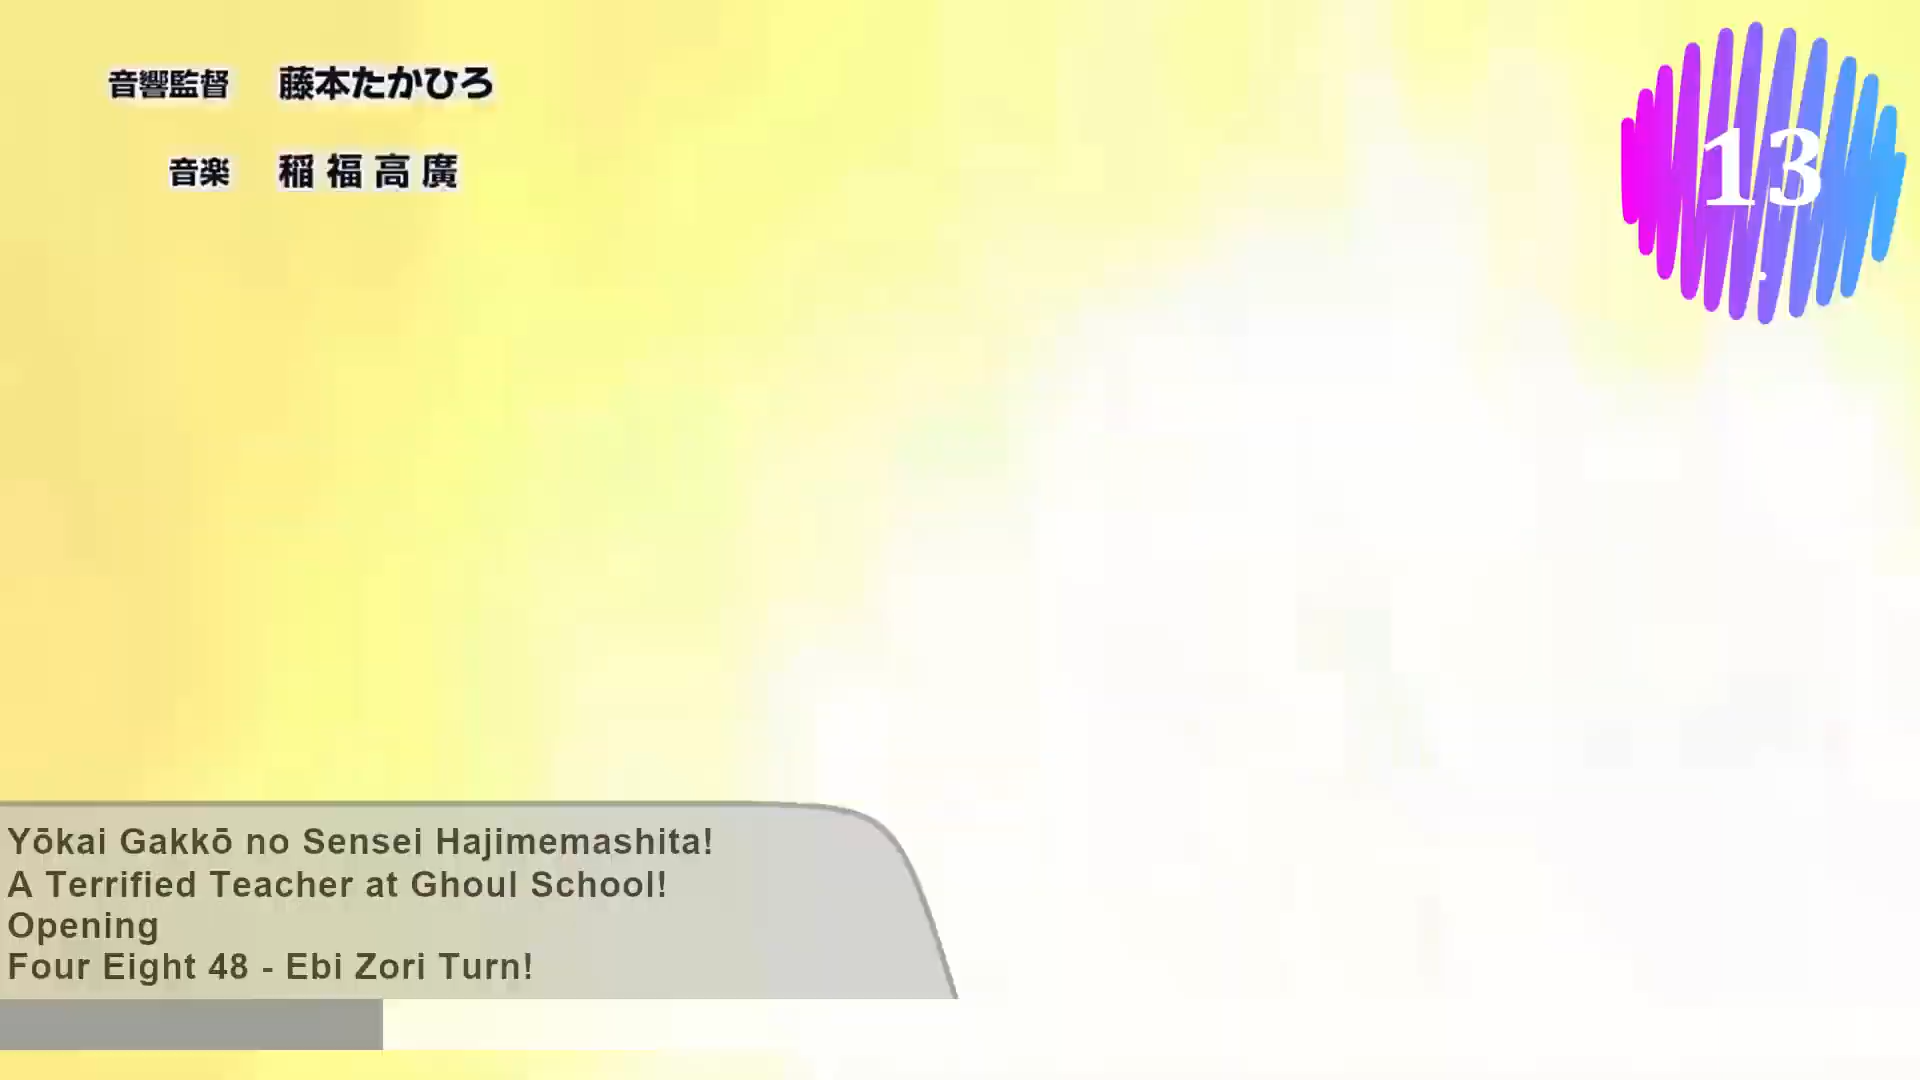 音響監督 藤本たかひろ
音楽 稲福高廣
13
Yōkai Gakkō no Sensei Hajimemashita!
A Terrified Teacher at Ghoul School!
Opening
Four Eight 48 - Ebi Zori Turn!